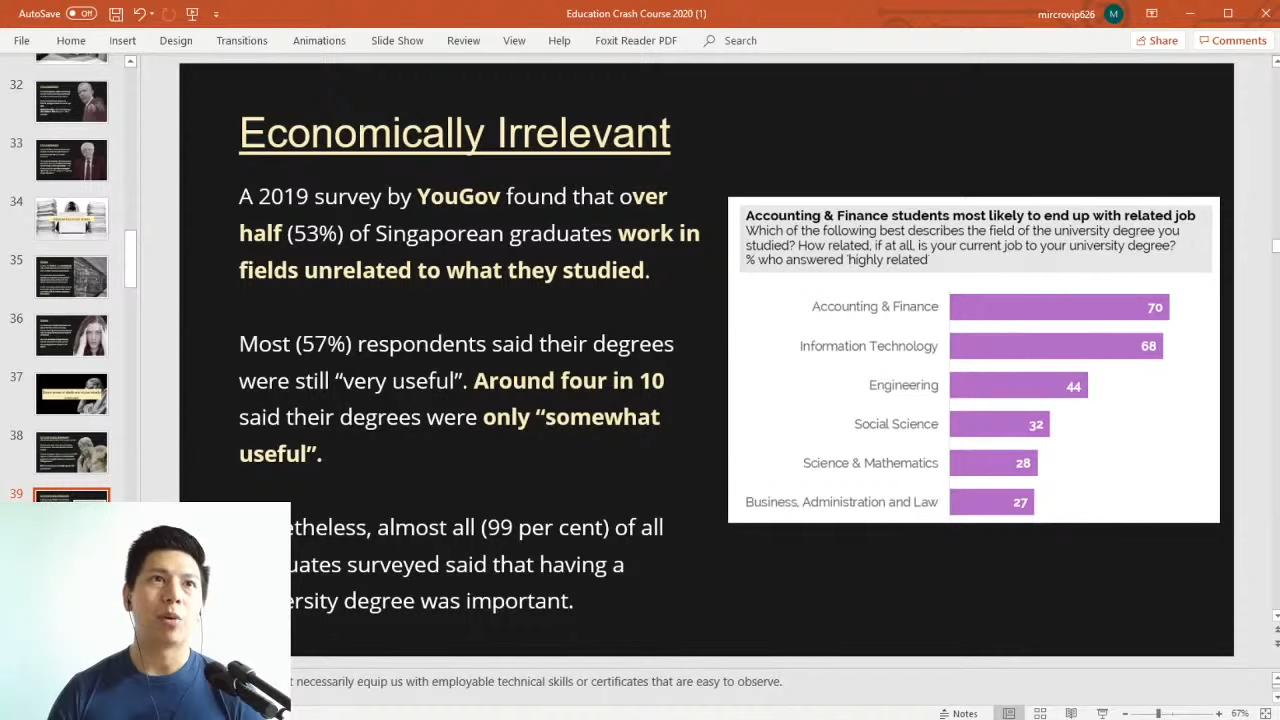 AutoSave Off
Education Crash Course 2020 (1)
mircrovip626 M
File Home Insert Design Transitions Animations Slide Show Review View Help Foxit Reader PDF Search
Share Comments
32
33
34
35
36
37
38
39
Economically Irrelevant
A 2019 survey by YouGov found that over
half (53%) of Singaporean graduates work in
fields unrelated to what they studied.
Most (57%) respondents said their degrees
were still “very useful”. Around four in 10
said their degrees were only “somewhat
useful”.
etheless, almost all (99 per cent) of all
uates surveyed said that having a
ersity degree was important.
Accounting & Finance students most likely to end up with related job
Which of the following best describes the field of the university degree you
studied? How related, if at all, is your current job to your university degree?
% who answered 'highly related'
Accounting & Finance 70
Information Technology 68
Engineering 44
Social Science 32
Science & Mathematics 28
Business, Administration and Law 27
t necessarily equip us with employable technical skills or certificates that are easy to observe.
Notes
67%